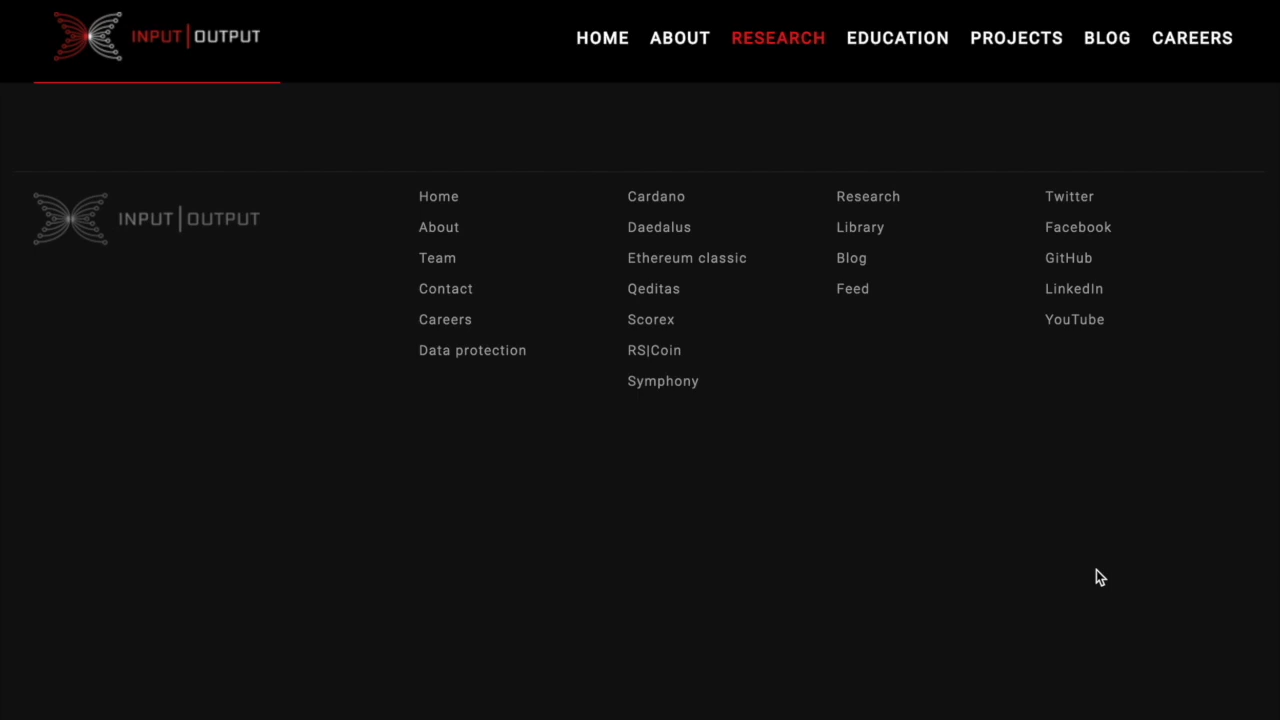 INPUT|OUTPUT
HOME ABOUT RESEARCH EDUCATION PROJECTS BLOG CAREERS
INPUT|OUTPUT
Home
About
Team
Contact
Careers
Data protection
Cardano
Daedalus
Ethereum classic
Qeditas
Scorex
RS|Coin
Symphony
Research
Library
Blog
Feed
Twitter
Facebook
GitHub
LinkedIn
YouTube